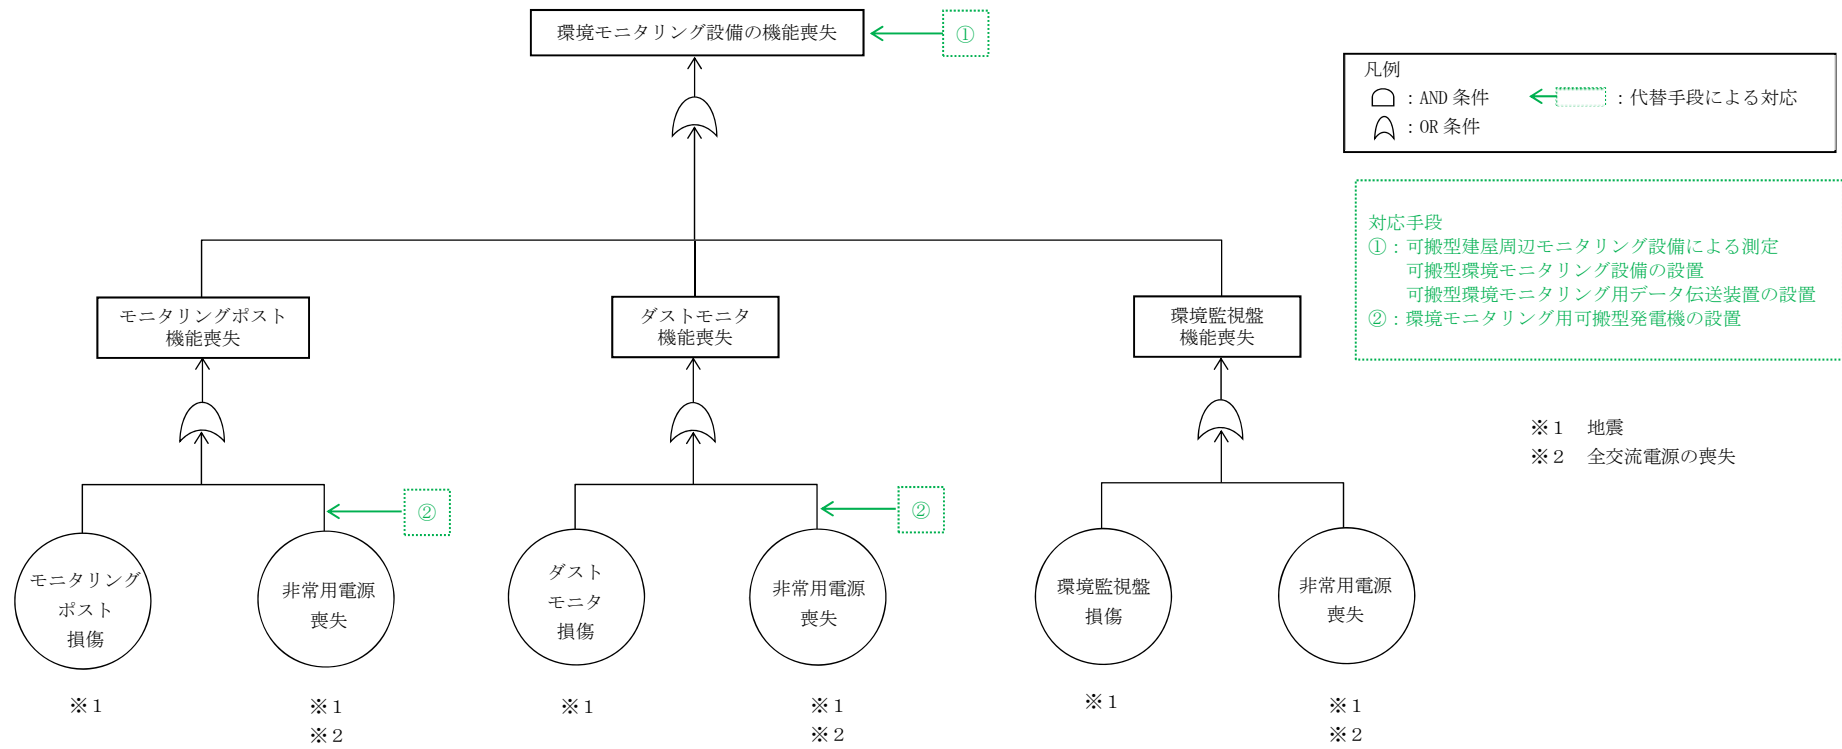 環境モニタリング設備の機能喪失
①
凡例
：AND 条件
：代替手段による対応
：OR 条件
対応手段
①：可搬型建屋周辺モニタリング設備による測定
可搬型環境モニタリング設備の設置
可搬型環境モニタリング用データ伝送装置の設置
②：環境モニタリング用可搬型発電機の設置
モニタリングポスト
機能喪失
ダストモニタ
機能喪失
環境監視盤
機能喪失
※１　地震
※２　全交流電源の喪失
②
②
モニタリング
ポスト
損傷
非常用電源
喪失
ダスト
モニタ
損傷
非常用電源
喪失
環境監視盤
損傷
非常用電源
喪失
※１
※１
※２
※１
※１
※２
※１
※１
※２